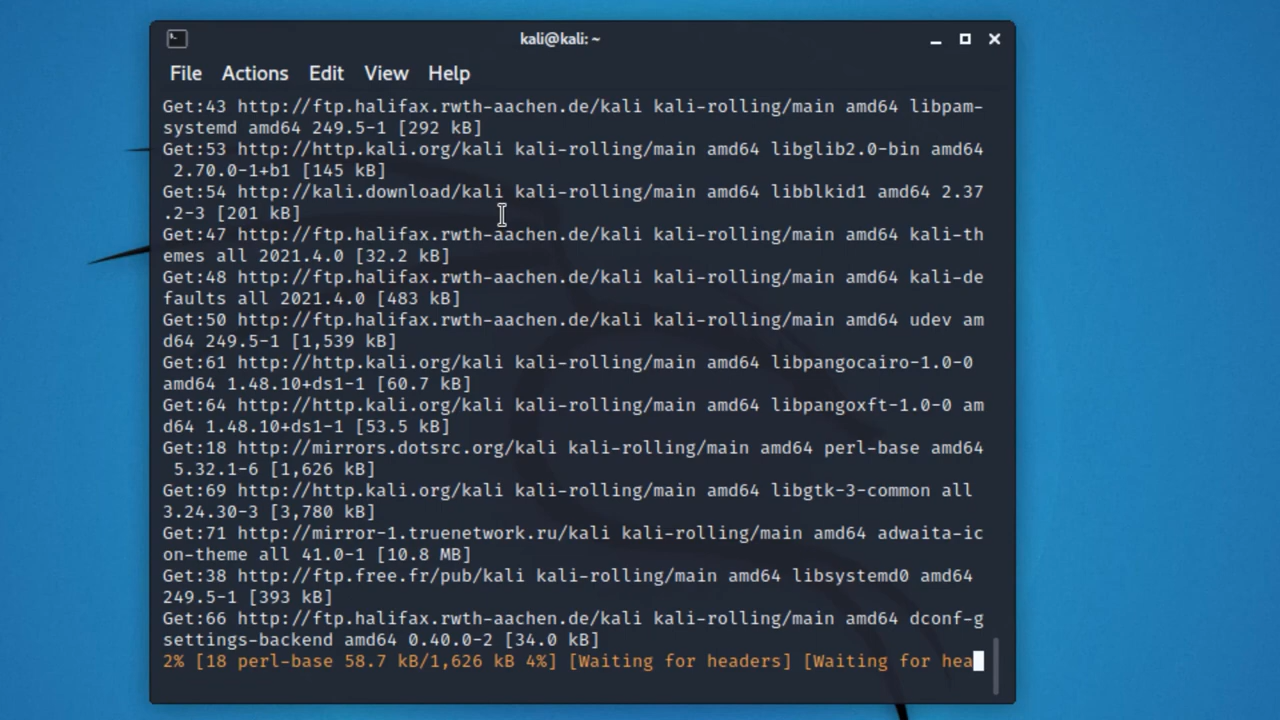 kali@kali: ~
File Actions Edit View Help
Get:43 http://ftp.halifax.rwth-aachen.de/kali kali-rolling/main amd64 libpam-
systemd amd64 249.5-1 [292 kB]
Get:53 http://http.kali.org/kali kali-rolling/main amd64 libglib2.0-bin amd64
 2.70.0-1+b1 [145 kB]
Get:54 http://kali.download/kali kali-rolling/main amd64 libblkid1 amd64 2.37
.2-3 [201 kB]
Get:47 http://ftp.halifax.rwth-aachen.de/kali kali-rolling/main amd64 kali-th
emes all 2021.4.0 [32.2 kB]
Get:48 http://ftp.halifax.rwth-aachen.de/kali kali-rolling/main amd64 kali-de
faults all 2021.4.0 [483 kB]
Get:50 http://ftp.halifax.rwth-aachen.de/kali kali-rolling/main amd64 udev am
d64 249.5-1 [1,539 kB]
Get:61 http://http.kali.org/kali kali-rolling/main amd64 libpangocairo-1.0-0
amd64 1.48.10+ds1-1 [60.7 kB]
Get:64 http://http.kali.org/kali kali-rolling/main amd64 libpangoxft-1.0-0 am
d64 1.48.10+ds1-1 [53.5 kB]
Get:18 http://mirrors.dotsrc.org/kali kali-rolling/main amd64 perl-base amd64
 5.32.1-6 [1,626 kB]
Get:69 http://http.kali.org/kali kali-rolling/main amd64 libgtk-3-common all
3.24.30-3 [3,780 kB]
Get:71 http://mirror-1.truenetwork.ru/kali kali-rolling/main amd64 adwaita-ic
on-theme all 41.0-1 [10.8 MB]
Get:38 http://ftp.free.fr/pub/kali kali-rolling/main amd64 libsystemd0 amd64
249.5-1 [393 kB]
Get:66 http://ftp.halifax.rwth-aachen.de/kali kali-rolling/main amd64 dconf-g
settings-backend amd64 0.40.0-2 [34.0 kB]
2% [18 perl-base 58.7 kB/1,626 kB 4%] [Waiting for headers] [Waiting for hea